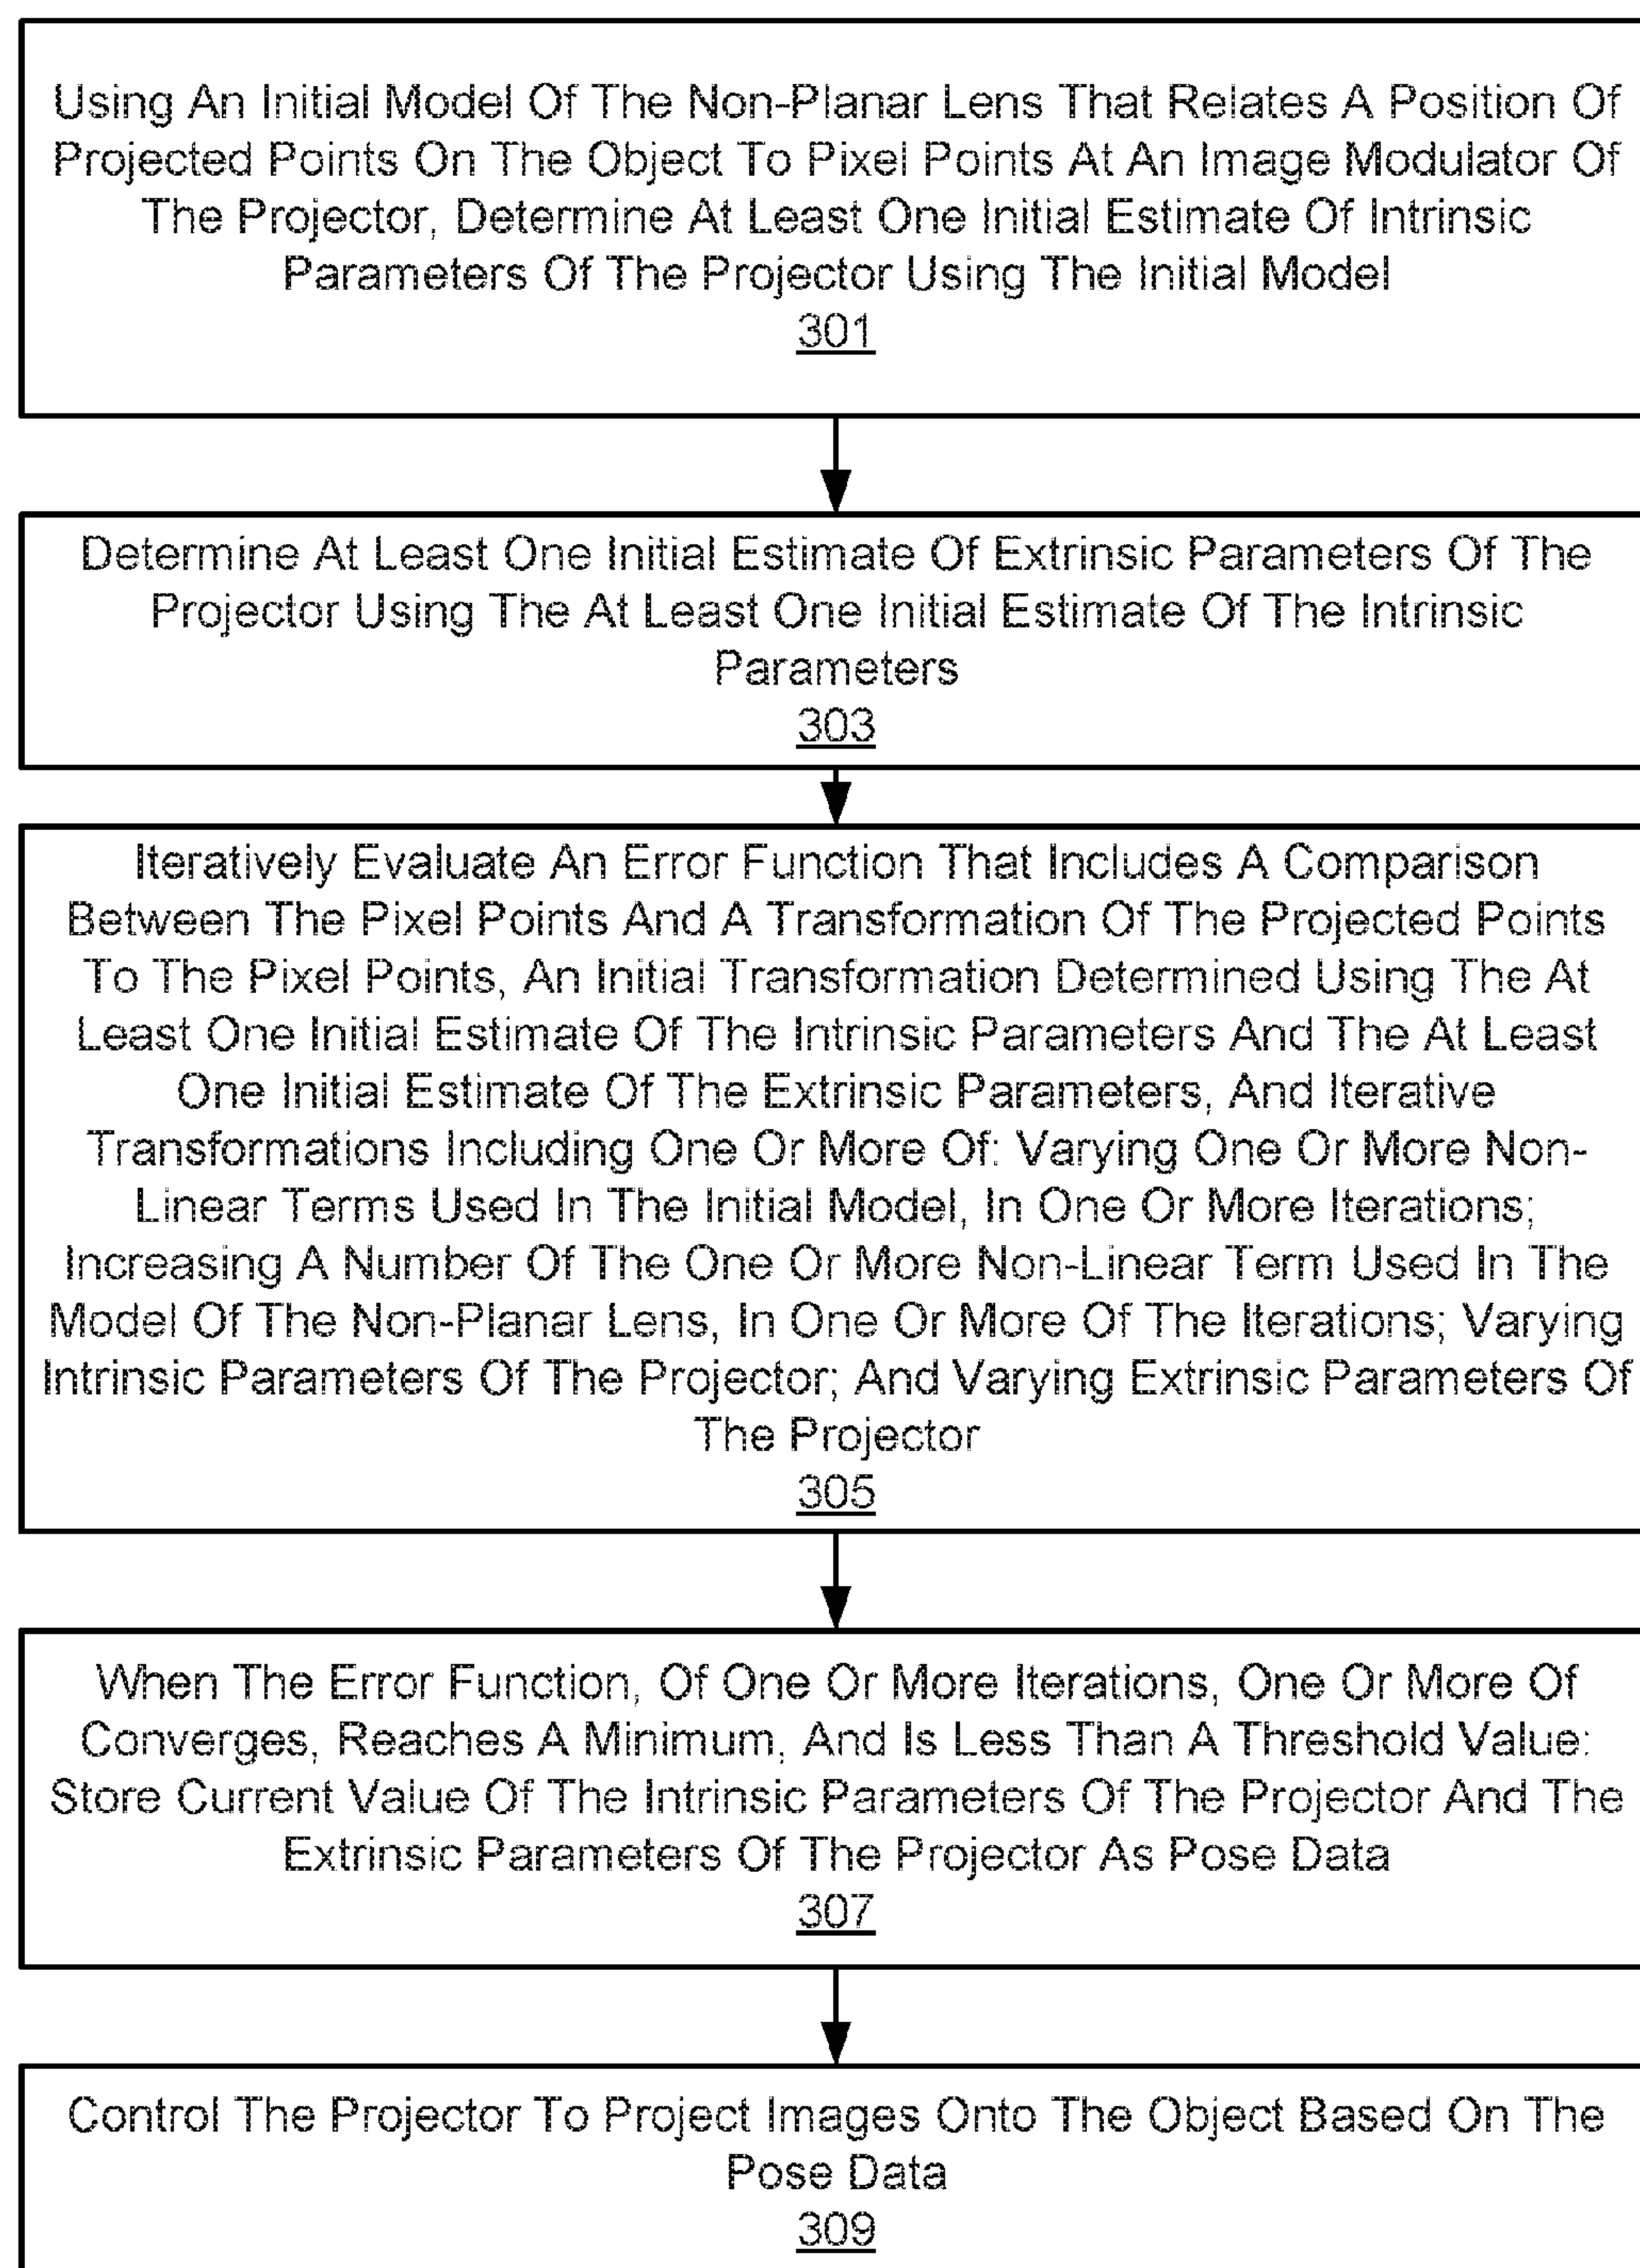 Using An Initial Model Of The Non-Planar Lens That Relates A Position Of
Projected Points On The Object To Pixel Points At An Image Modulator Of
The Projector, Determine At Least One Initial Estimate Of Intrinsic
Parameters Of The Projector Using The Initial Model
301
Determine At Least One Initial Estimate Of Extrinsic Parameters Of The
Projector Using The At Least One Initial Estimate Of The Intrinsic
Parameters
303
Iteratively Evaluate An Error Function That Includes A Comparison
Between The Pixel Points And A Transformation Of The Projected Points
To The Pixel Points, An Initial Transformation Determined Using The At
Least One Initial Estimate Of The Intrinsic Parameters And The At Least
One Initial Estimate Of The Extrinsic Parameters, And Iterative
Transformations Including One Or More Of: Varying One Or More Non-
Linear Terms Used In The Initial Model, In One Or More Iterations;
Increasing A Number Of The One Or More Non-Linear Term Used In The
Model Of The Non-Planar Lens, In One Or More Of The Iterations; Varying
Intrinsic Parameters Of The Projector; And Varying Extrinsic Parameters Of
The Projector
305
When The Error Function, Of One Or More Iterations, One Or More Of
Converges, Reaches A Minimum, And Is Less Than A Threshold Value:
Store Current Value Of The Intrinsic Parameters Of The Projector And The
Extrinsic Parameters Of The Projector As Pose Data
307
Control The Projector To Project Images Onto The Object Based On The
Pose Data
309